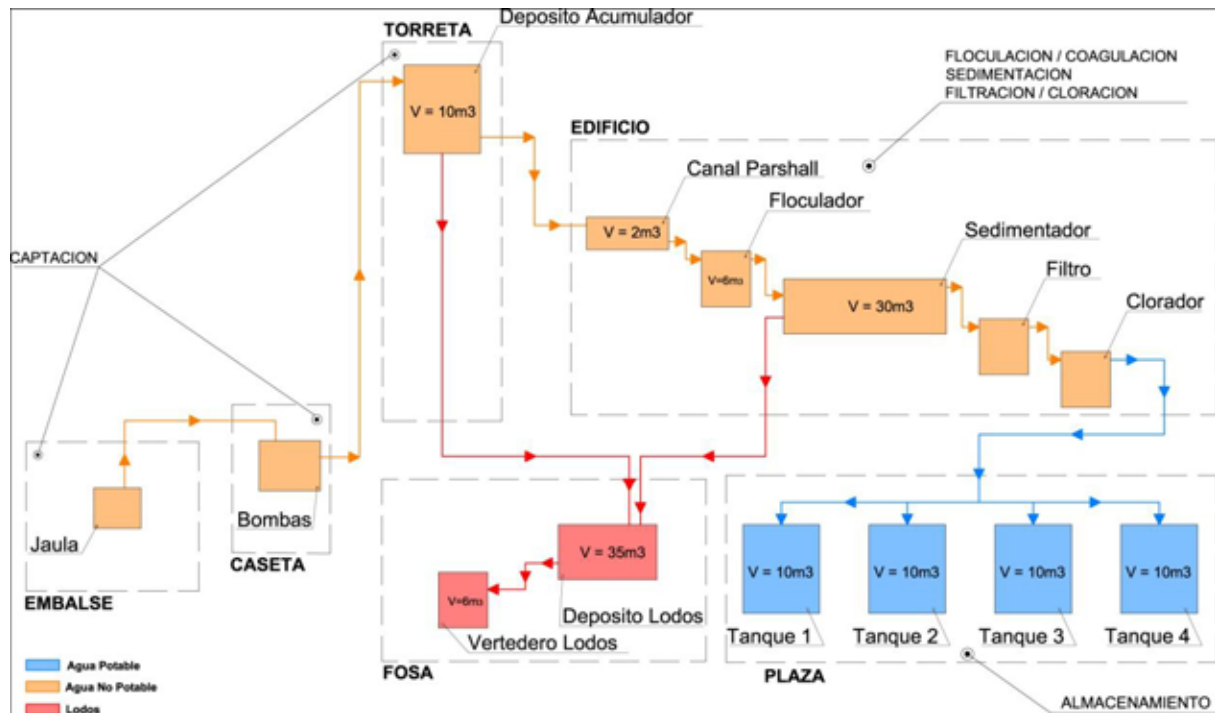 TORRETA
Deposito Acumulador
V = 10m3
FLOCULACION / COAGULACION
SEDIMENTACION
FILTRACION / CLORACION
EDIFICIO
Canal Parshall
V = 2m3
Floculador
V=6m3
Sedimentador
V = 30m3
Filtro
Clorador
CAPTACION
Jaula
EMBALSE
Bombas
CASETA
V = 35m3
Deposito Lodos
V=6m3
Vertedero Lodos
FOSA
V = 10m3
V = 10m3
V = 10m3
V = 10m3
Tanque 1
Tanque 2
Tanque 3
Tanque 4
PLAZA
ALMACENAMIENTO
Agua Potable
Agua No Potable
Lodos